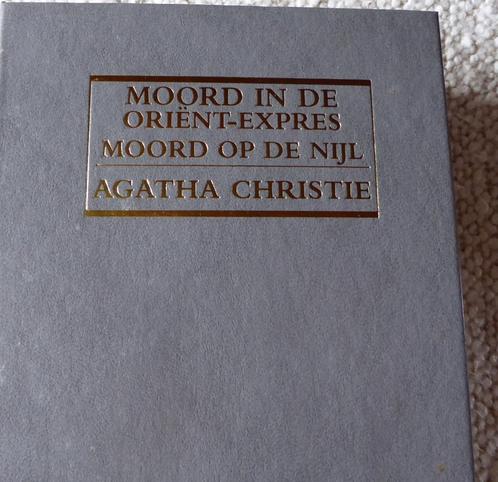 MOORD IN DE
ORIËNT-EXPRES
MOORD OP DE NIJL
AGATHA CHRISTIE